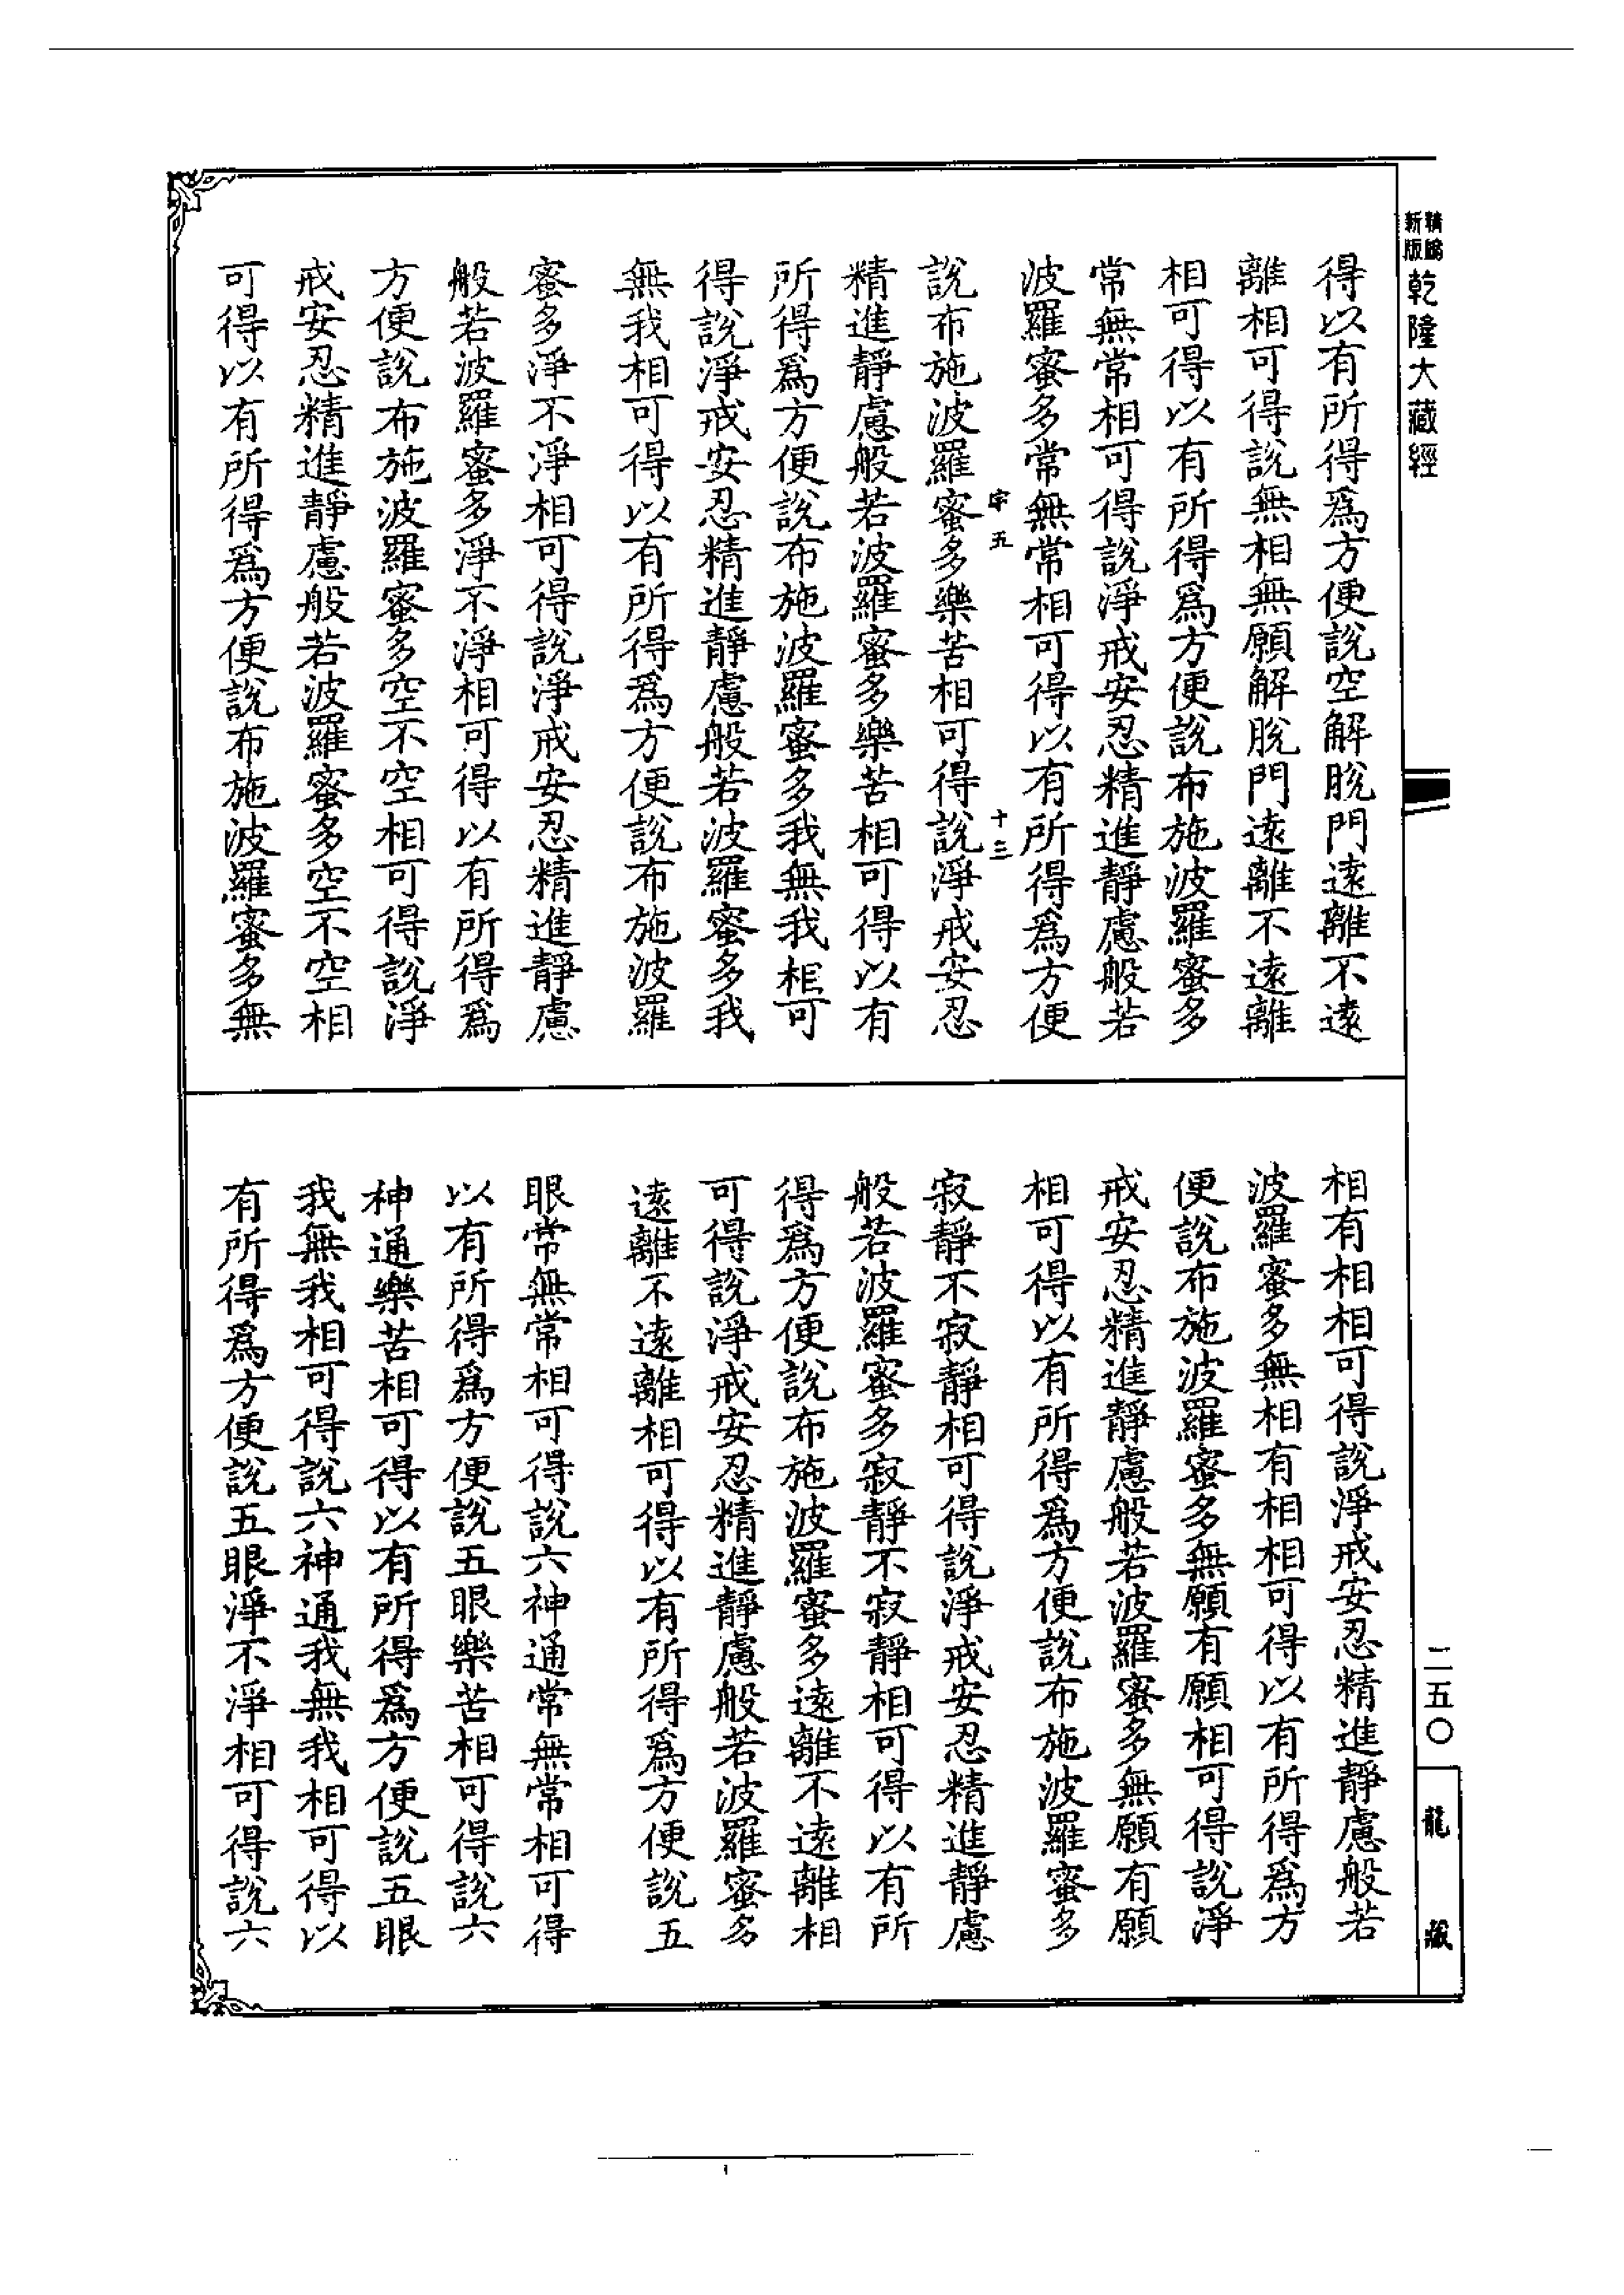 新版精編 乾隆大藏經
得以有所得爲方便說空解脫門遠離不遠
離相可得說無相無願解脫門遠離不遠離
相可得以有所得爲方便說布施波羅蜜多
常無常相可得說淨戒安忍精進靜慮般若
波羅蜜多常無常相可得以有所得爲方便
宇五 十三
說布施波羅蜜多樂苦相可得說淨戒安忍
精進靜慮般若波羅蜜多樂苦相可得以有
所得爲方便說布施波羅蜜多我無我相可
得說淨戒安忍精進靜慮般若波羅蜜多我
無我相可得以有所得爲方便說布施波羅
蜜多淨不淨相可得說淨戒安忍精進靜慮
般若波羅蜜多淨不淨相可得以有所得爲
方便說布施波羅蜜多空不空相可得說淨
戒安忍精進靜慮般若波羅蜜多空不空相
可得以有所得爲方便說布施波羅蜜多無
相有相相可得說淨戒安忍精進靜慮般若
波羅蜜多無相有相相可得以有所得爲方
便說布施波羅蜜多無願有願相可得說淨
戒安忍精進靜慮般若波羅蜜多無願有願
相可得以有所得爲方便說布施波羅蜜多
寂靜不寂靜相可得說淨戒安忍精進靜慮
般若波羅蜜多寂靜不寂靜相可得以有所
得爲方便說布施波羅蜜多遠離不遠離相
可得說淨戒安忍精進靜慮般若波羅蜜多
遠離不遠離相可得以有所得爲方便說五
眼常無常相可得說六神通常無常相可得
以有所得爲方便說五眼樂苦相可得說六
神通樂苦相可得以有所得爲方便說五眼
我無我相可得說六神通我無我相可得以
有所得爲方便說五眼淨不淨相可得說六
二五〇
龍藏